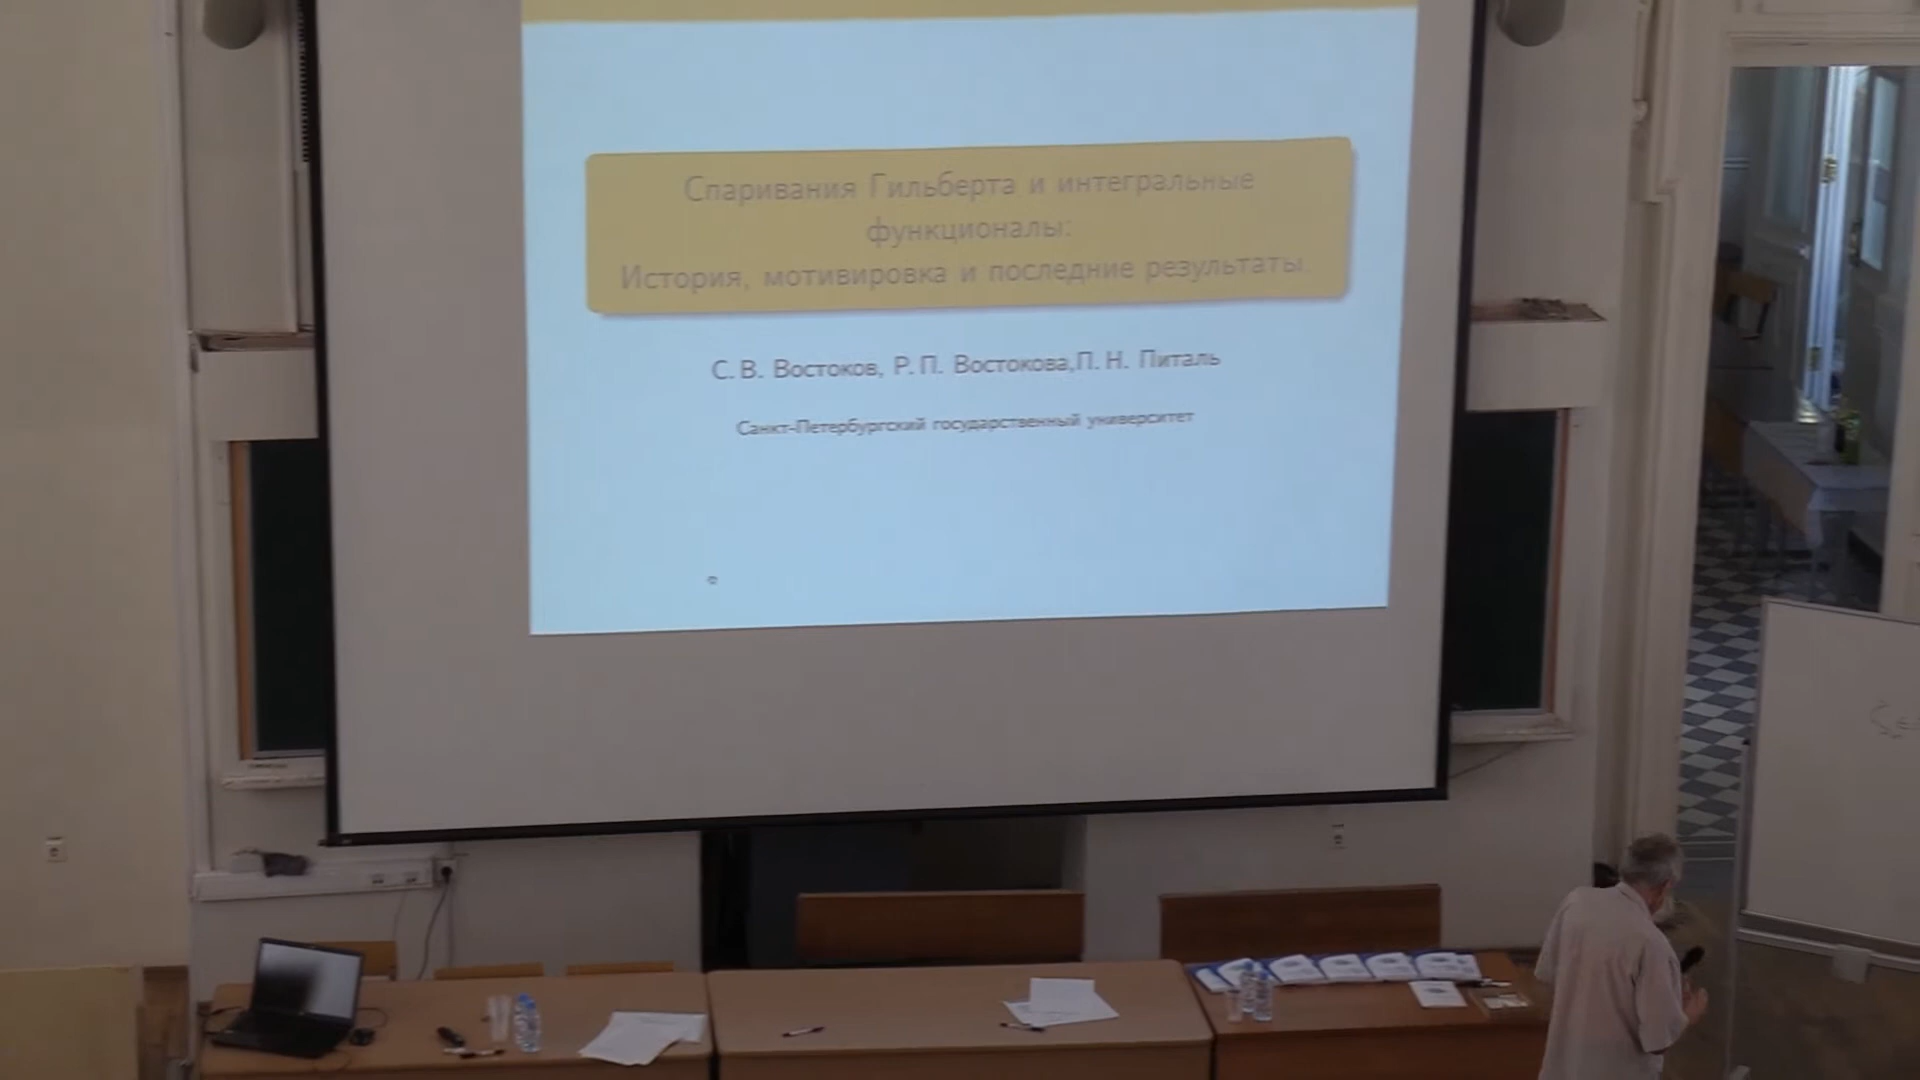 Спаривания Гильберта и интегральные
функционалы:
История, мотивировка и последние результаты.
С. В. Востоков, Р. П. Востокова,П. Н. Питаль
Санкт-Петербургский государственный университет